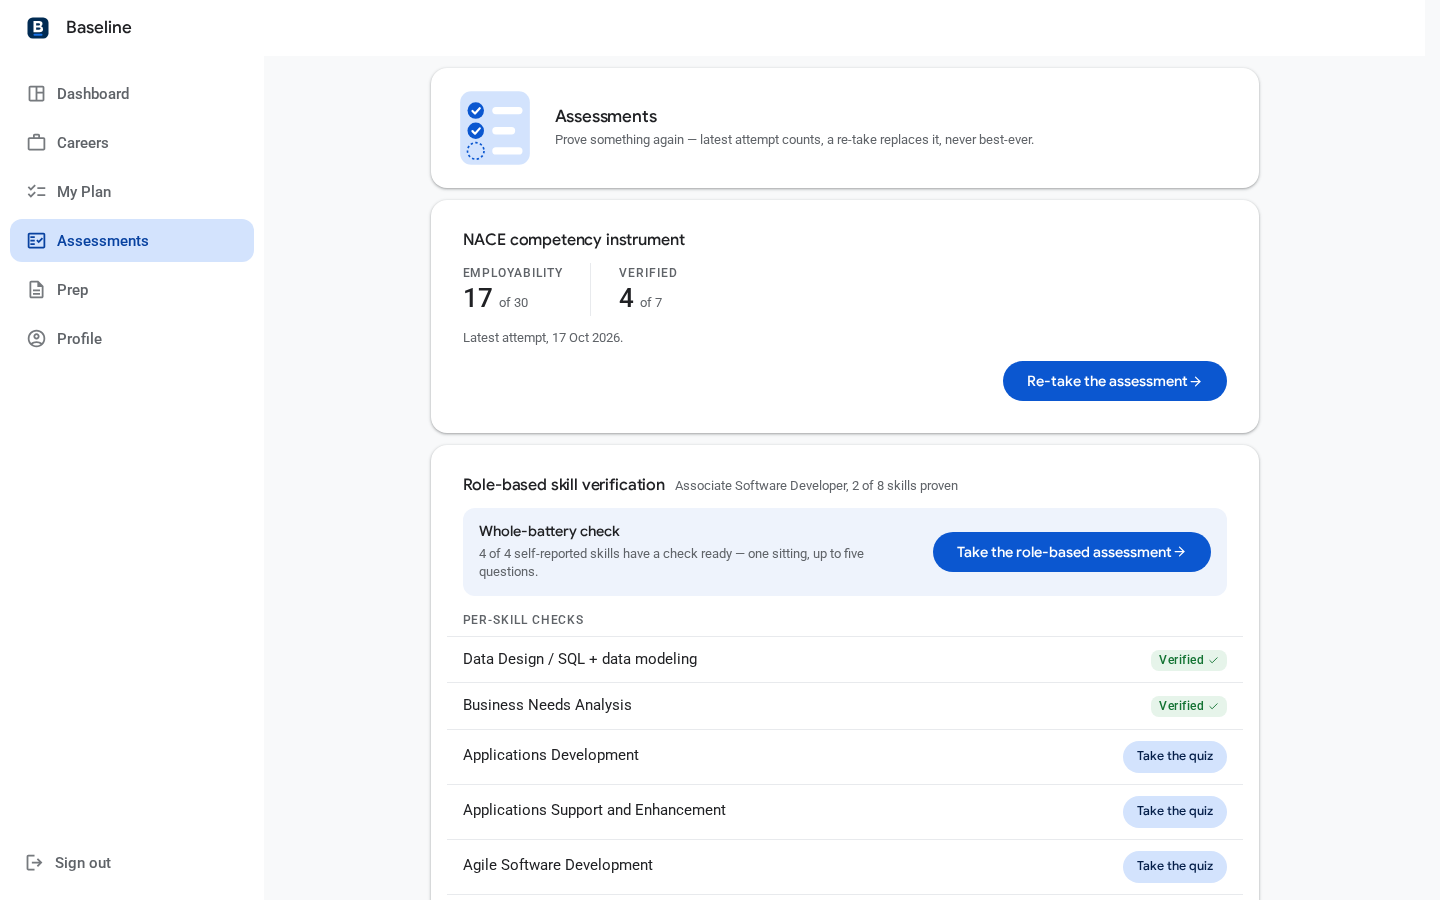 B Baseline
Dashboard
Careers
My Plan
Assessments
Prep
Profile
Sign out
Assessments
Prove something again — latest attempt counts, a re-take replaces it, never best-ever.
NACE competency instrument
EMPLOYABILITY VERIFIED
17 of 30 4 of 7
Latest attempt, 17 Oct 2026.
Re-take the assessment
Role-based skill verification Associate Software Developer, 2 of 8 skills proven
Whole-battery check
4 of 4 self-reported skills have a check ready — one sitting, up to five
questions.
Take the role-based assessment
PER-SKILL CHECKS
Data Design / SQL + data modeling Verified
Business Needs Analysis Verified
Applications Development Take the quiz
Applications Support and Enhancement Take the quiz
Agile Software Development Take the quiz